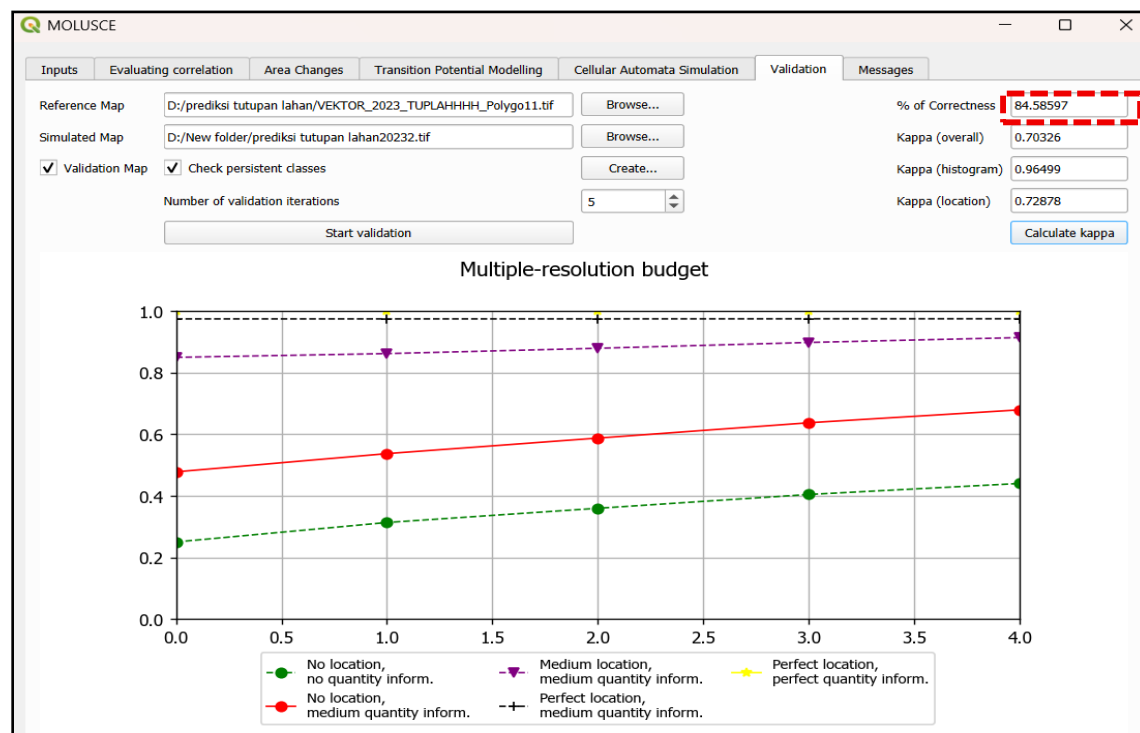 MOLUSCE
Inputs
Evaluating correlation
Area Changes
Transition Potential Modelling
Cellular Automata Simulation
Validation
Messages
Reference Map
D:/prediksi tutupan lahan/VEKTOR_2023_TUPLAHHHH_Polygo11.tif
Browse...
% of Correctness
84.58597
Simulated Map
D:/New folder/prediksi tutupan lahan20232.tif
Browse...
Kappa (overall)
0.70326
Validation Map
Check persistent classes
Create...
Kappa (histogram)
0.96499
Number of validation iterations
5
Kappa (location)
0.72878
Start validation
Calculate kappa
Multiple-resolution budget
1.0
0.8
0.6
0.4
0.2
0.0
0.0 0.5 1.0 1.5 2.0 2.5 3.0 3.5 4.0
No location,
no quantity inform.
No location,
medium quantity inform.
Medium location,
medium quantity inform.
Perfect location,
medium quantity inform.
Perfect location,
perfect quantity inform.